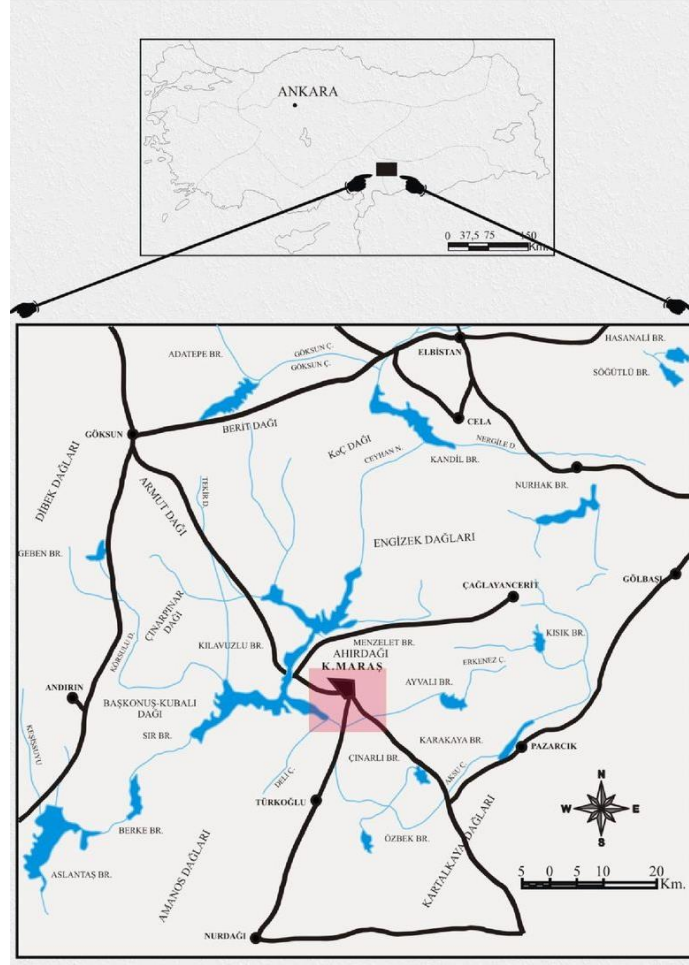 ANKARA
0 37,5 75 150
Km.
HASANALİ BR.
ADATEPE BR.
GÖKSUN Ç.
ELBİSTAN
GÖKSUN Ç.
SÖĞÜTLÜ BR.
CELA
BERİT DAĞI
GÖKSUN
KOÇ DAĞI
NERGİLE D.
CEYHAN N.
KANDİL BR.
DİBEK DAĞLARI
TEKİR D.
ARMUT DAĞI
NURHAK BR.
ENGİZEK DAĞLARI
GEBEN BR.
ÇAĞLAYANCERİT
GÖLBAŞI
ÇINARPINAR
DAĞI
KILAVUZLU BR.
MENZELET BR.
KISIK BR.
KÖRSULU D.
AHIRDAĞI
K.MARAŞ
ERKENEZ Ç.
ANDIRIN
AYVALI BR.
BAŞKONUŞ-KUBALI
DAĞI
KEŞİSSUYU
SIR BR.
KARAKAYA BR.
PAZARCIK
ÇINARLI BR.
DELİ Ç.
AKSU Ç.
TÜRKOĞLU
N
W E
S
BERKE BR.
ÖZBEK BR.
KARTALKAYA DAĞLARI
AMANOS DAĞLARI
ASLANTAŞ BR.
5 0 10 20
Km.
NURDAĞI